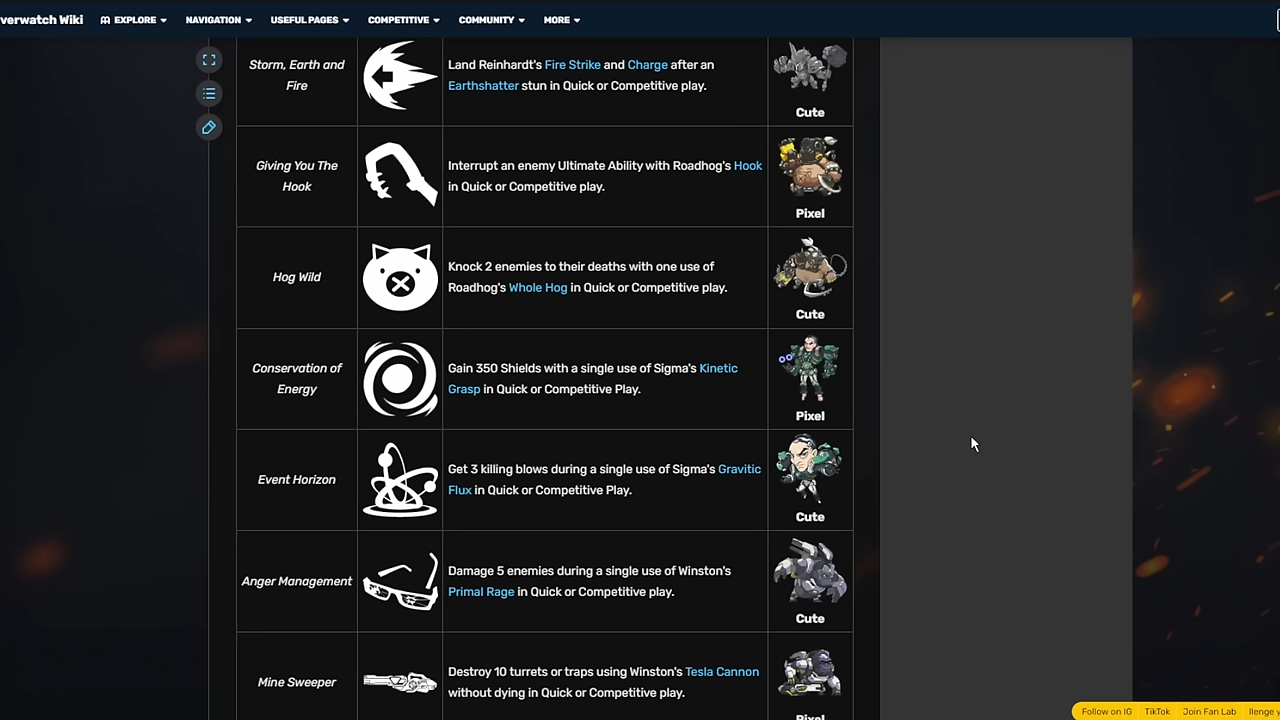 verwatch Wiki
EXPLORE
NAVIGATION
USEFUL PAGES
COMPETITIVE
COMMUNITY
MORE
Storm, Earth and
Fire
Land Reinhardt's Fire Strike and Charge after an
Earthshatter stun in Quick or Competitive play.
Cute
Giving You The
Hook
Interrupt an enemy Ultimate Ability with Roadhog's Hook
in Quick or Competitive play.
Pixel
Hog Wild
Knock 2 enemies to their deaths with one use of
Roadhog's Whole Hog in Quick or Competitive play.
Cute
Conservation of
Energy
Gain 350 Shields with a single use of Sigma's Kinetic
Grasp in Quick or Competitive Play.
Pixel
Event Horizon
Get 3 killing blows during a single use of Sigma's Gravitic
Flux in Quick or Competitive Play.
Cute
Anger Management
Damage 5 enemies during a single use of Winston's
Primal Rage in Quick or Competitive play.
Cute
Mine Sweeper
Destroy 10 turrets or traps using Winston's Tesla Cannon
without dying in Quick or Competitive play.
Pixel
Follow on IG
TikTok
Join Fan Lab
llenge y